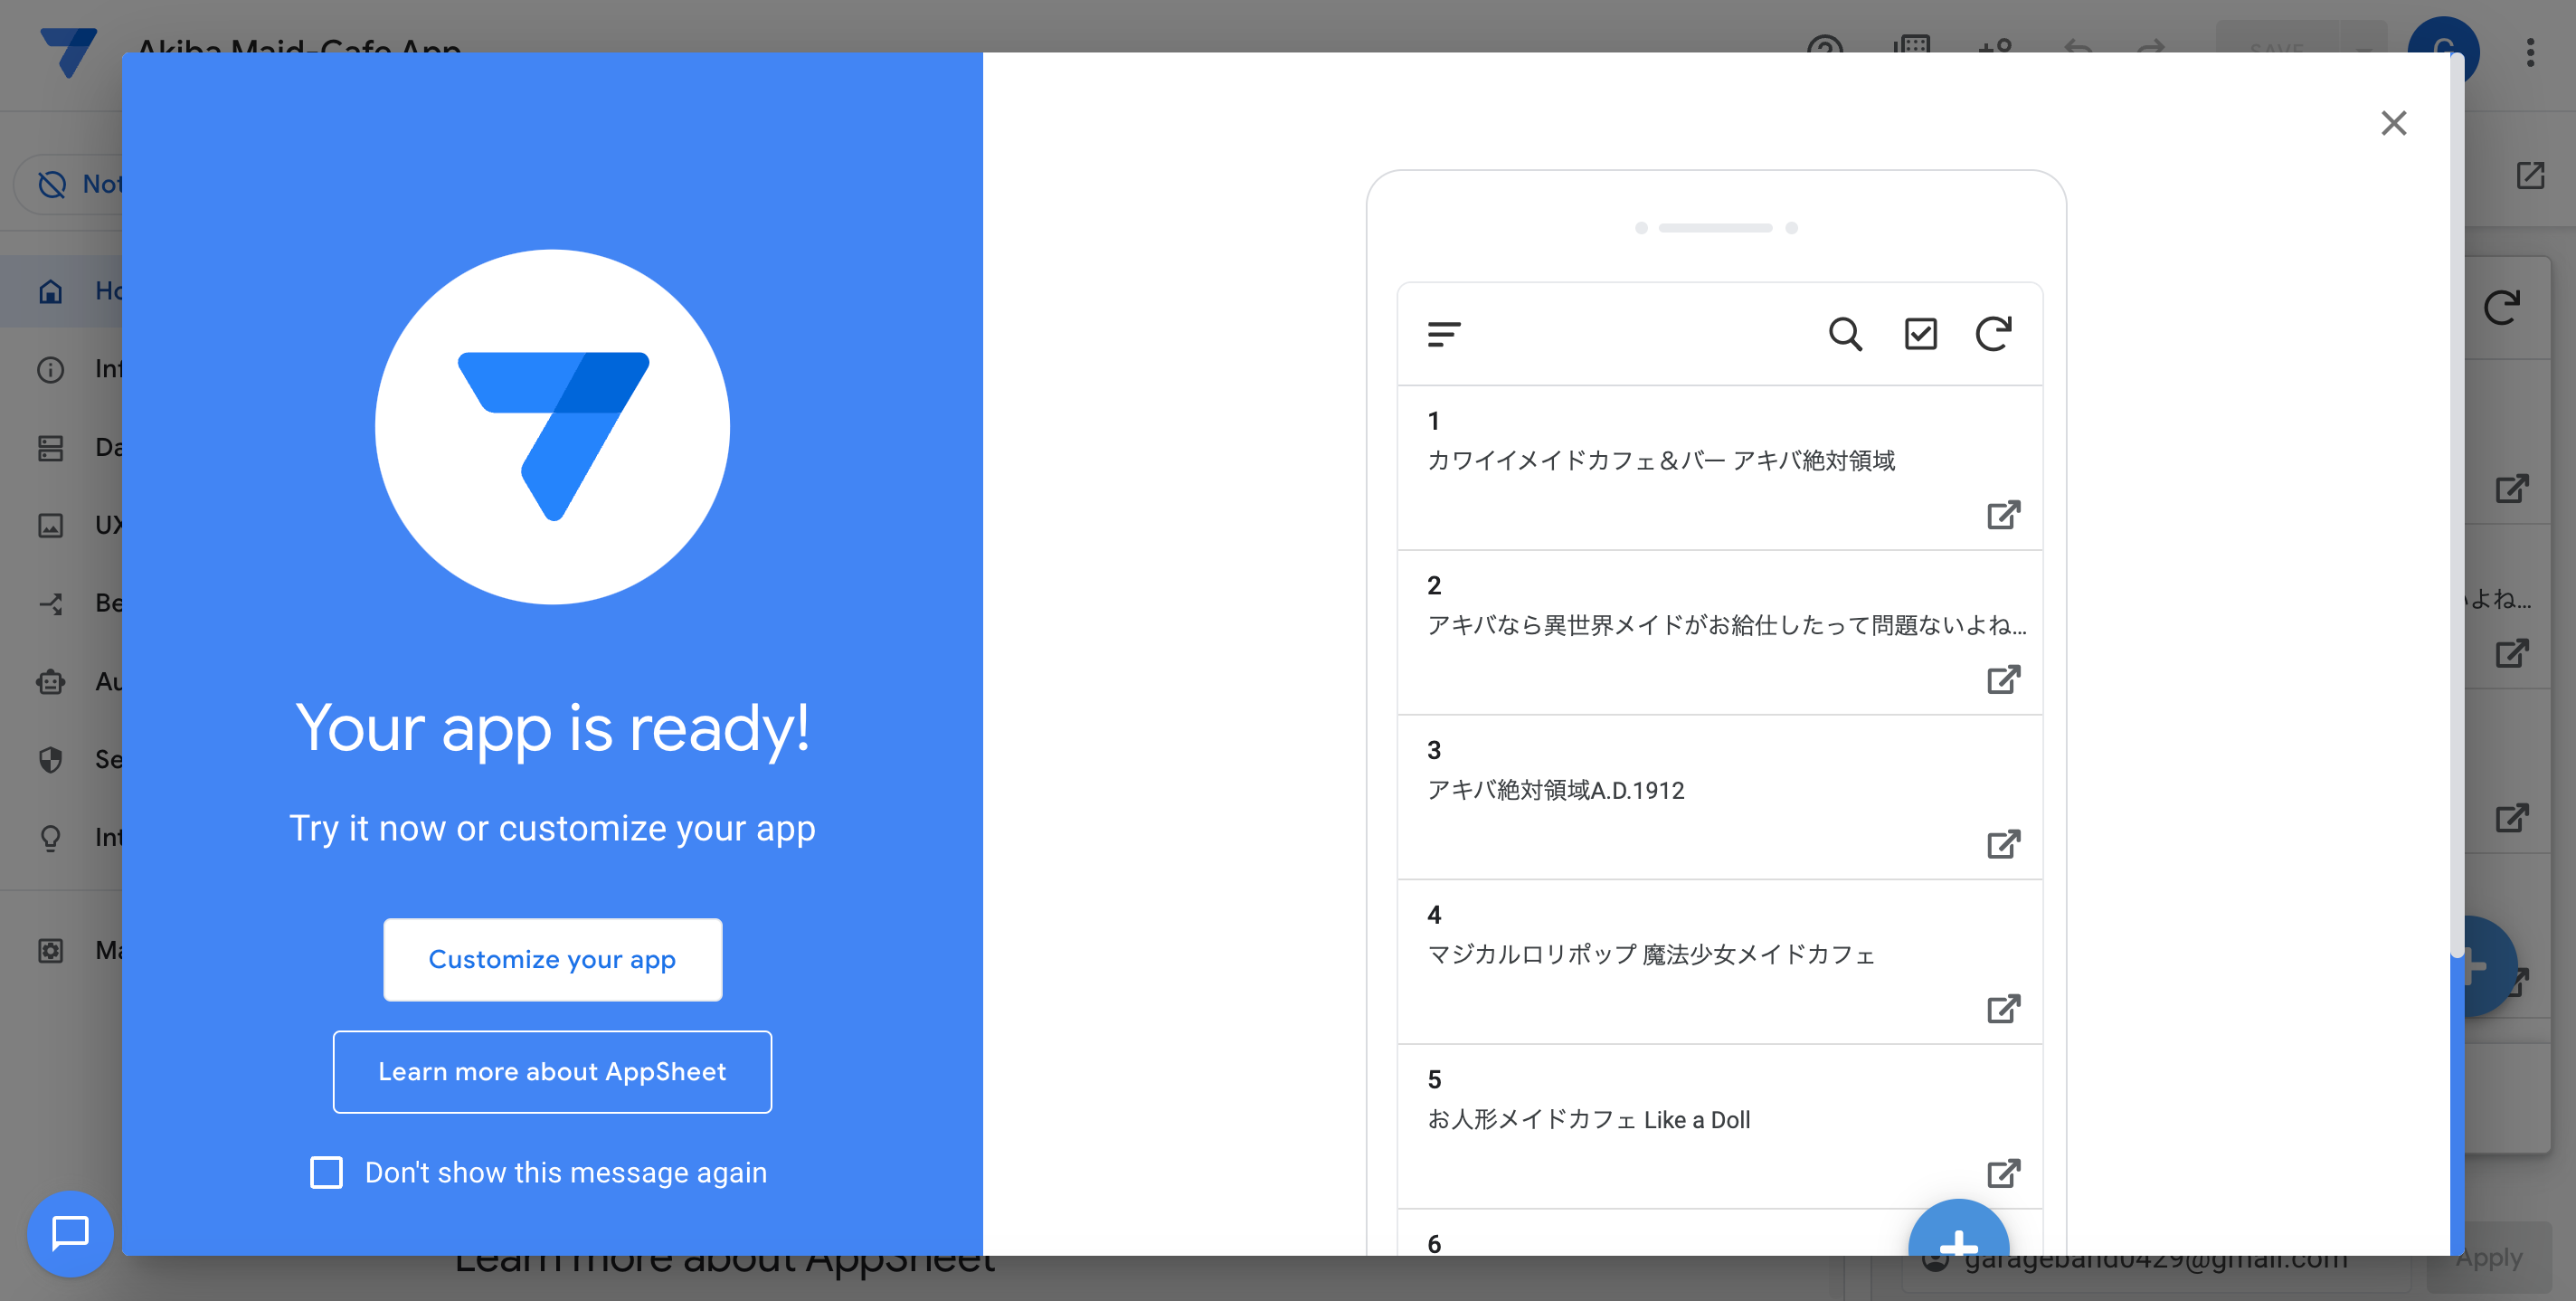 Akiba Maid-Cafe App
SAVE
Not
Ho
Inf
Da
UX
Be
Au
Se
Int
Ma
Your app is ready!
Try it now or customize your app
Customize your app
Learn more about AppSheet
Don't show this message again
1
カワイイメイドカフェ＆バー アキバ絶対領域
2
アキバなら異世界メイドがお給仕したって問題ないよね...
3
アキバ絶対領域A.D.1912
4
マジカルロリポップ 魔法少女メイドカフェ
5
お人形メイドカフェ Like a Doll
6
いよね...
Learn more about AppSheet
garageband0429@gmail.com
Apply